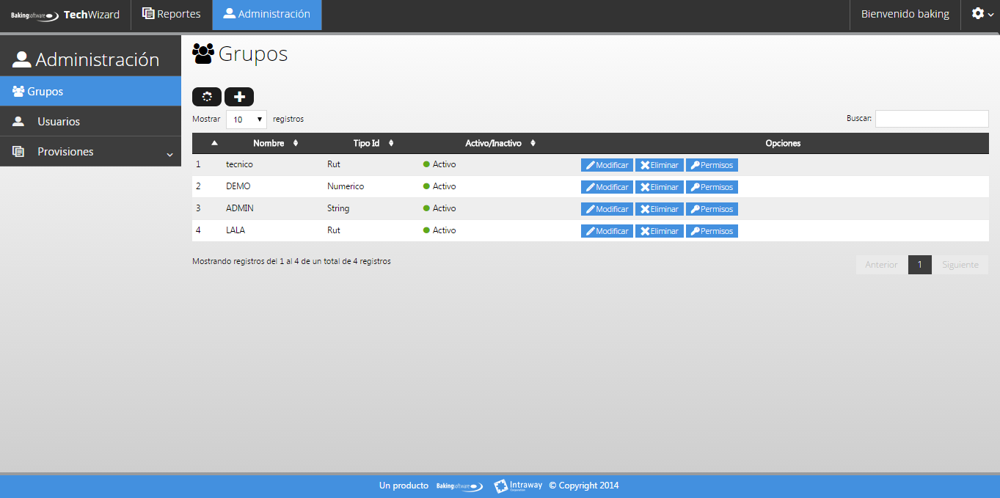 Bakingsoftware TechWizard Reportes Administración Bienvenido baking
Administración
Grupos
Usuarios
Provisiones
Grupos
Mostrar 10 registros Buscar:
Nombre Tipo Id Activo/Inactivo Opciones
1 tecnico Rut Activo Modificar Eliminar Permisos
2 DEMO Numerico Activo Modificar Eliminar Permisos
3 ADMIN String Activo Modificar Eliminar Permisos
4 LALA Rut Activo Modificar Eliminar Permisos
Mostrando registros del 1 al 4 de un total de 4 registros
Anterior 1 Siguiente
Un producto Bakingsoftware Intraway Corporation © Copyright 2014